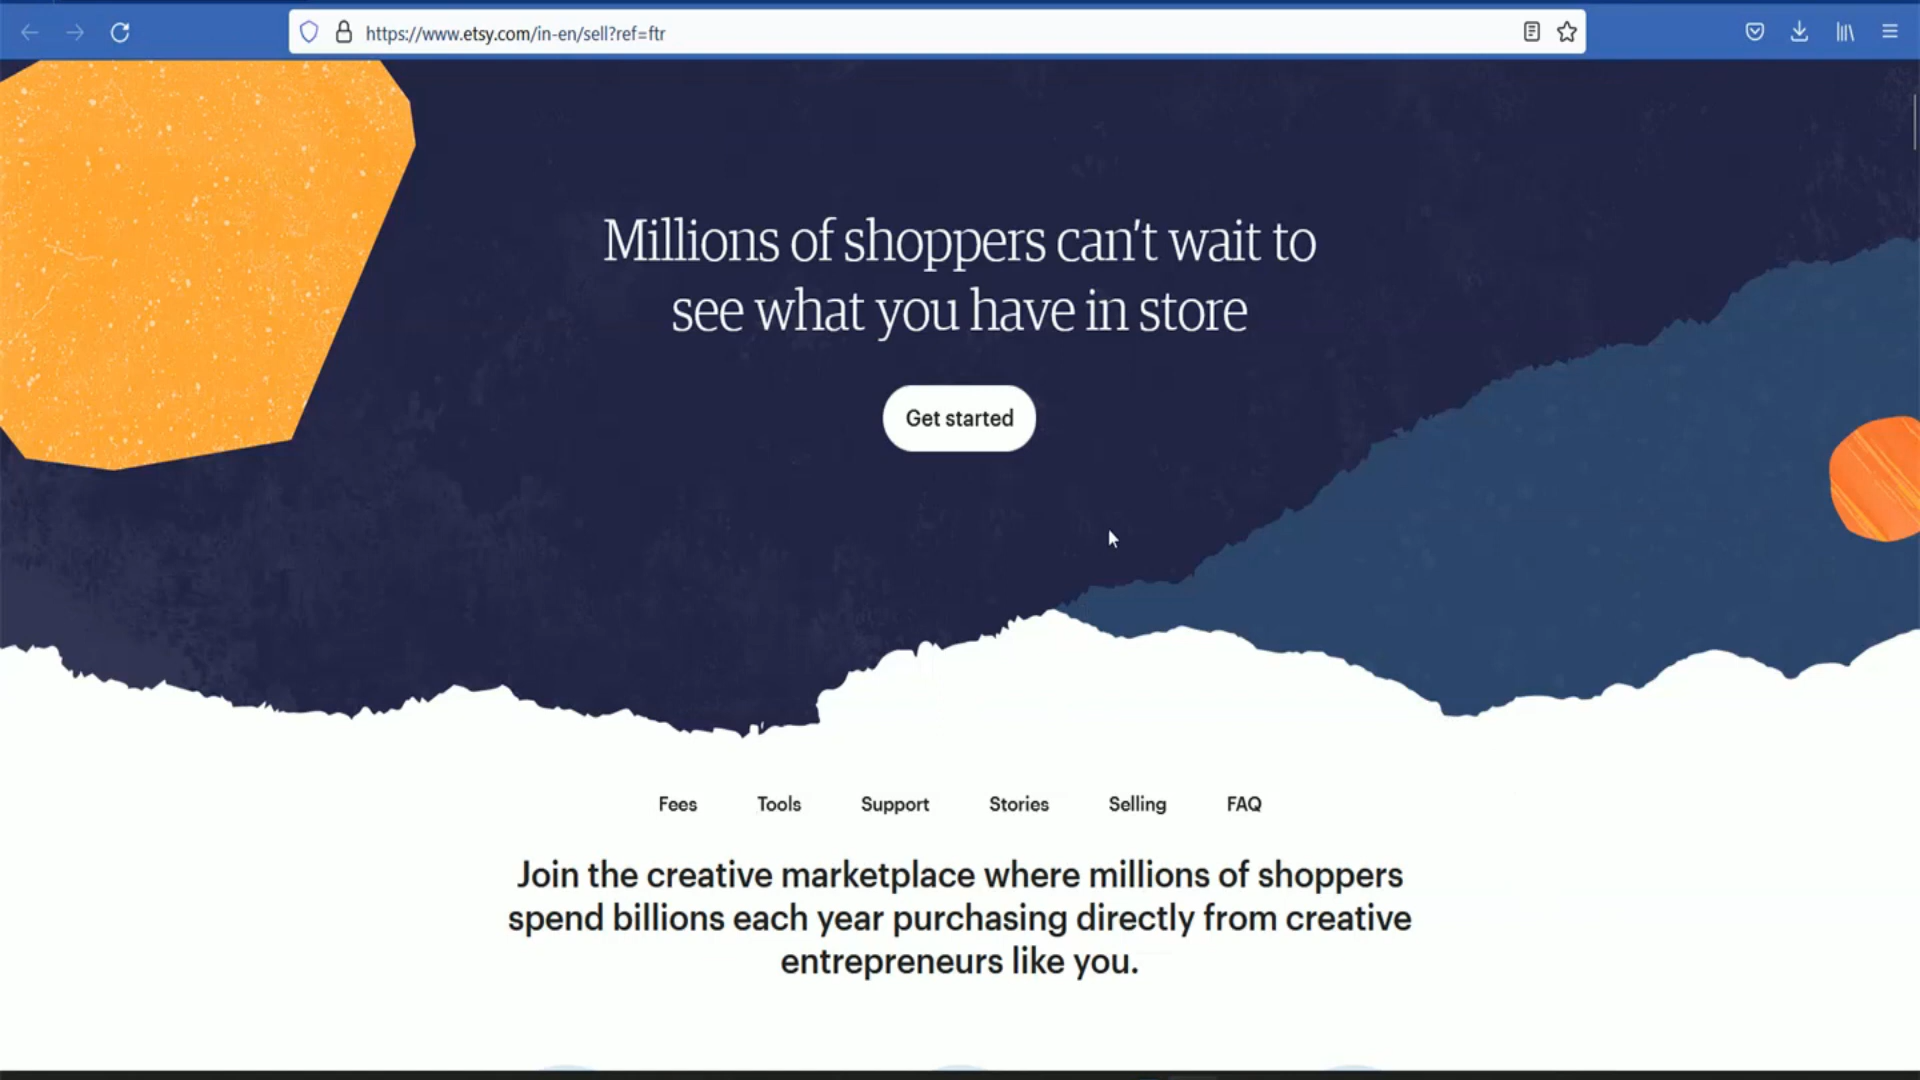 https://www.etsy.com/in-en/sell?ref=ftr
Millions of shoppers can't wait to
see what you have in store
Get started
Fees Tools Support Stories Selling FAQ
Join the creative marketplace where millions of shoppers
spend billions each year purchasing directly from creative
entrepreneurs like you.